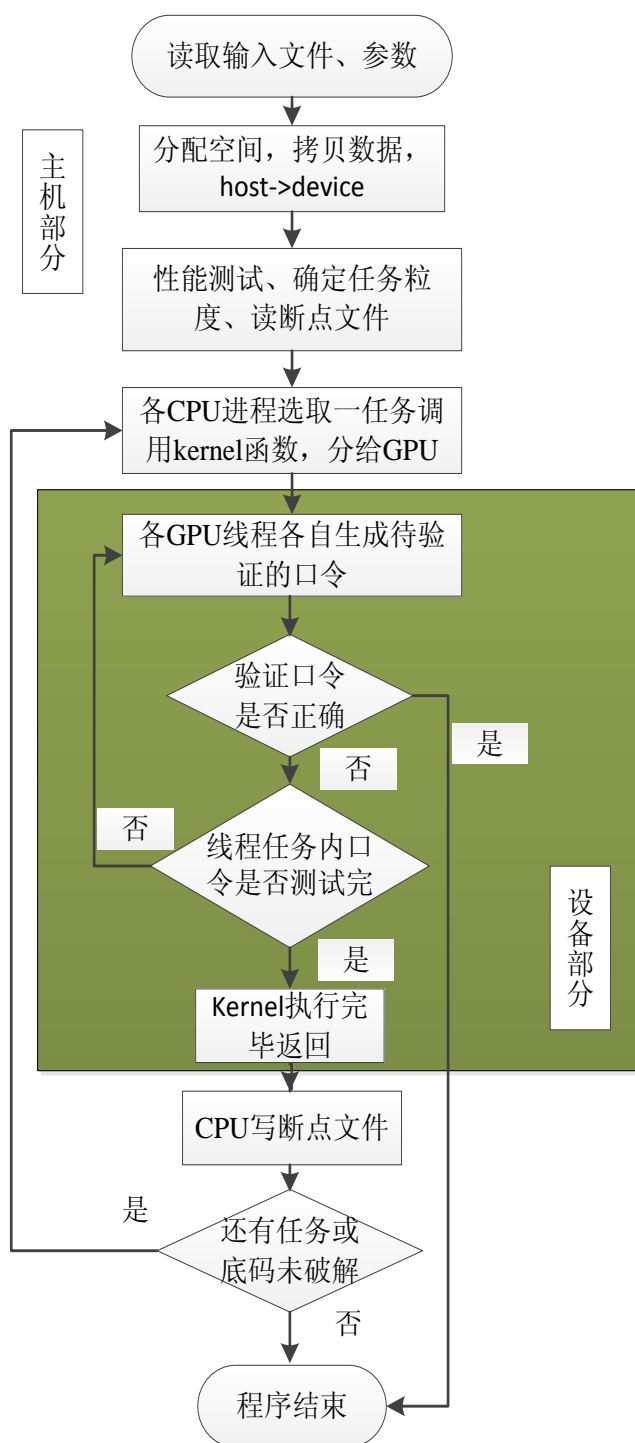 读取输入文件、参数
主机部分
分配空间，拷贝数据，
host->device
性能测试、确定任务粒
度、读断点文件
各CPU进程选取一任务调
用kernel函数，分给GPU
各GPU线程各自生成待验
证的口令
验证口令
是否正确
是
否
否
线程任务内口
令是否测试完
设备部分
是
Kernel执行完
毕返回
CPU写断点文件
是
还有任务或
底码未破解
否
程序结束